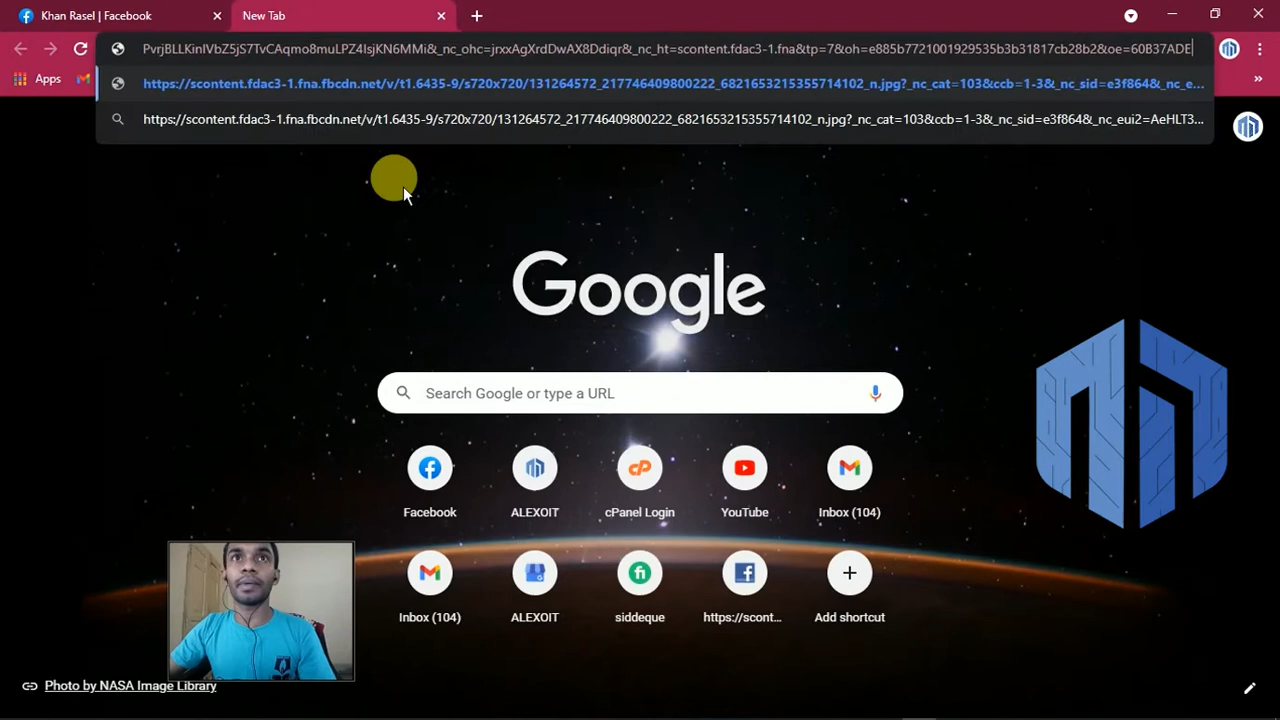 Khan Rasel | Facebook
New Tab
PvrjBLLKinIVbZ5jS7TvCAqmo8muLPZ4IsjKN6MMi&_nc_ohc=jrxxAgXrdDwAX8Ddiqr&_nc_ht=scontent.fdac3-1.fna&tp=7&oh=e885b7721001929535b3b31817cb28b2&oe=60B37ADE
Apps
»
https://scontent.fdac3-1.fna.fbcdn.net/v/t1.6435-9/s720x720/131264572_217746409800222_6821653215355714102_n.jpg?_nc_cat=103&ccb=1-3&_nc_sid=e3f864&_nc_e...
https://scontent.fdac3-1.fna.fbcdn.net/v/t1.6435-9/s720x720/131264572_217746409800222_6821653215355714102_n.jpg?_nc_cat=103&ccb=1-3&_nc_sid=e3f864&_nc_eui2=AeHLT3...
Google
Search Google or type a URL
Facebook
ALEXOIT
cPanel Login
YouTube
Inbox (104)
Inbox (104)
ALEXOIT
siddeque
https://scont...
Add shortcut
Photo by NASA Image Library